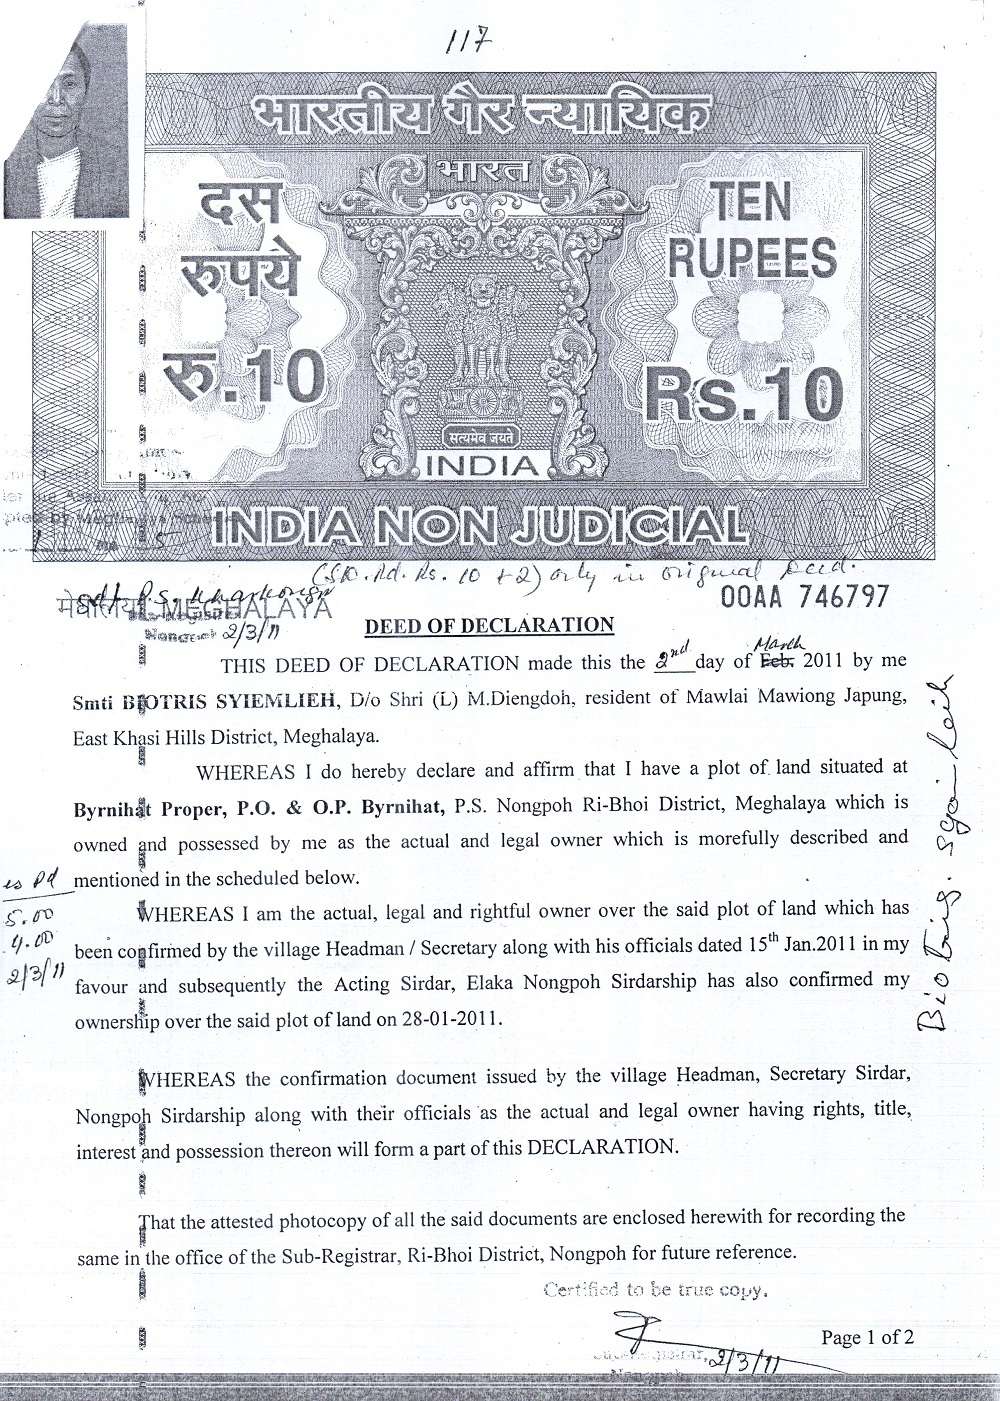 117
भारतीय गैर न्यायिक
भारत
दस
रुपये
रु.10
TEN
RUPEES
Rs.10
सत्यमेव जयते
INDIA
INDIA NON JUDICIAL
Rs. 10 + 2) only in original Deed.
मेघालय MEGHALAYA
00AA 746797
2/3/11
DEED OF DECLARATION
THIS DEED OF DECLARATION made this the 2nd day of Feb. March 2011 by me
Smti BIOTRIS SYIEMLIEH, D/o Shri (L) M.Diengdoh, resident of Mawlai Mawiong Japung,
East Khasi Hills District, Meghalaya.
WHEREAS I do hereby declare and affirm that I have a plot of land situated at
Byrnihat Proper, P.O. & O.P. Byrnihat, P.S. Nongpoh Ri-Bhoi District, Meghalaya which is
owned and possessed by me as the actual and legal owner which is morefully described and
mentioned in the scheduled below.
es Pd
5.00
4.00
2/3/11
WHEREAS I am the actual, legal and rightful owner over the said plot of land which has
been confirmed by the village Headman / Secretary along with his officials dated 15th Jan.2011 in my
favour and subsequently the Acting Sirdar, Elaka Nongpoh Sirdarship has also confirmed my
ownership over the said plot of land on 28-01-2011.
WHEREAS the confirmation document issued by the village Headman, Secretary Sirdar,
Nongpoh Sirdarship along with their officials as the actual and legal owner having rights, title,
interest and possession thereon will form a part of this DECLARATION.
That the attested photocopy of all the said documents are enclosed herewith for recording the
same in the office of the Sub-Registrar, Ri-Bhoi District, Nongpoh for future reference.
Certified to be true copy.
Page 1 of 2
Sub-Registrar, 2/3/11
Nongpoh